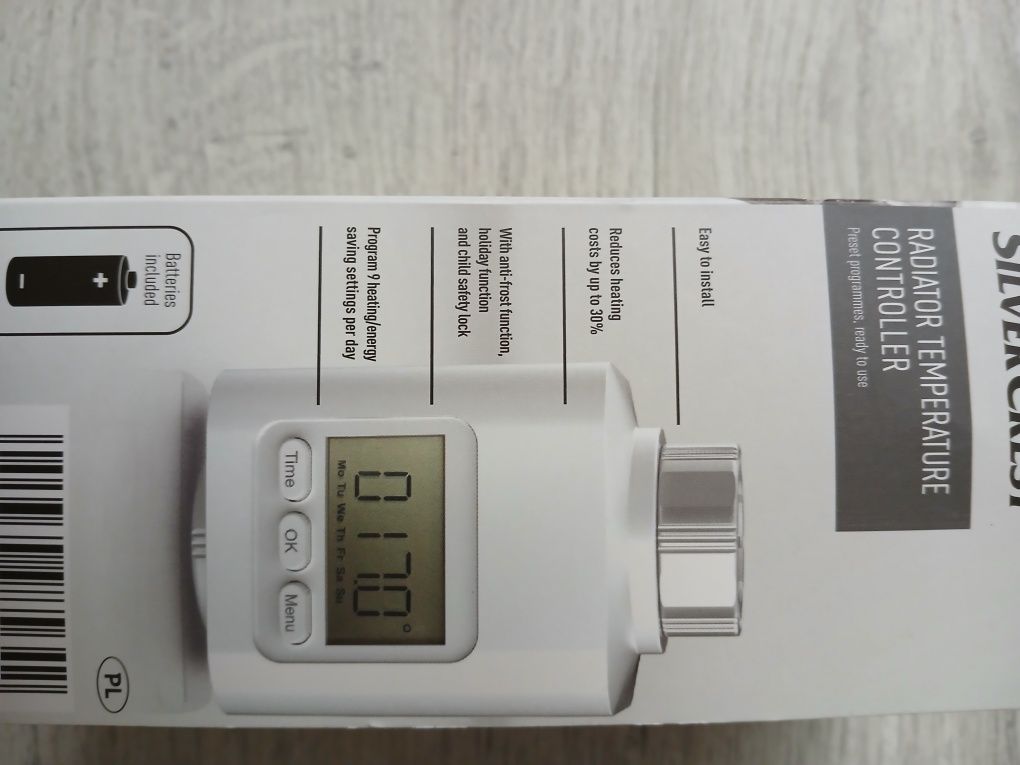 SILVERCREST
RADIATOR TEMPERATURE
CONTROLLER
Preset programmes, ready to use
Easy to install
Reduces heating
costs by up to 30%
With anti-frost function,
holiday function
and child safety lock
Program 9 heating/energy
saving settings per day
0 17.0°
Mo Tu We Th Fr Sa Su
Time OK Menu
Batteries
included
+
-
PL